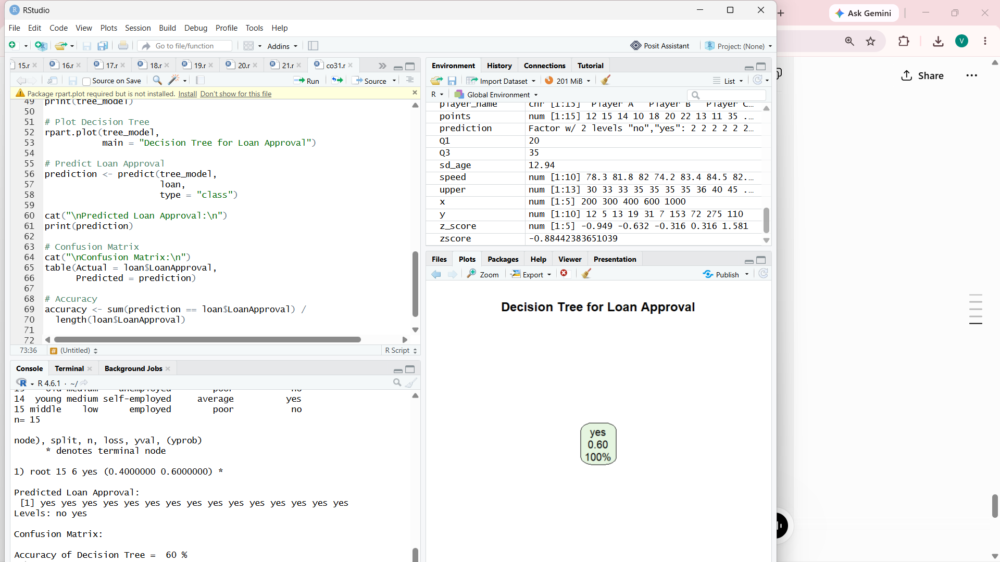 RStudio
File Edit Code View Plots Session Build Debug Profile Tools Help
Go to file/function Addins Posit Assistant Project: (None)
15.r 16.r 17.r 18.r 19.r 20.r 21.r co31.r
Source on Save Run Source
Package rpart.plot required but is not installed. Install Don't show for this file
49 print(tree_model)
50
51 # Plot Decision Tree
52 rpart.plot(tree_model,
53 main = "Decision Tree for Loan Approval")
54
55 # Predict Loan Approval
56 prediction <- predict(tree_model,
57 loan,
58 type = "class")
59
60 cat("\nPredicted Loan Approval:\n")
61 print(prediction)
62
63 # Confusion Matrix
64 cat("\nConfusion Matrix:\n")
65 table(Actual = loan$LoanApproval,
66 Predicted = prediction)
67
68 # Accuracy
69 accuracy <- sum(prediction == loan$LoanApproval) /
70 length(loan$LoanApproval)
71
72
73:36 # (Untitled) R Script
Console Terminal Background Jobs
R 4.6.1 · ~/
14 young medium self-employed average yes
15 middle low employed poor no
n= 15
node), split, n, loss, yval, (yprob)
* denotes terminal node
1) root 15 6 yes (0.4000000 0.6000000) *
Predicted Loan Approval:
[1] yes yes yes yes yes yes yes yes yes yes yes yes yes yes yes
Levels: no yes
Confusion Matrix:
Accuracy of Decision Tree = 60 %
Environment History Connections Tutorial
Import Dataset 201 MiB List
R Global Environment
player_name chr [1:15] "Player A" "Player B" "Player C…
points num [1:15] 12 15 14 10 18 20 22 13 11 35 ...
prediction Factor w/ 2 levels "no","yes": 2 2 2 2 2 2…
Q1 20
Q3 35
sd_age 12.94
speed num [1:10] 78.3 81.8 82 74.2 83.4 84.5 82.…
upper num [1:13] 30 33 33 35 35 35 35 36 40 45 ...
x num [1:5] 200 300 400 600 1000
y num [1:10] 12 5 13 19 31 7 153 72 275 110
z_score num [1:5] -0.949 -0.632 -0.316 0.316 1.581
zscore -0.88442383651039
Files Plots Packages Help Viewer Presentation
Zoom Export Publish
Decision Tree for Loan Approval
yes
0.60
100%
Ask Gemini
V
Share